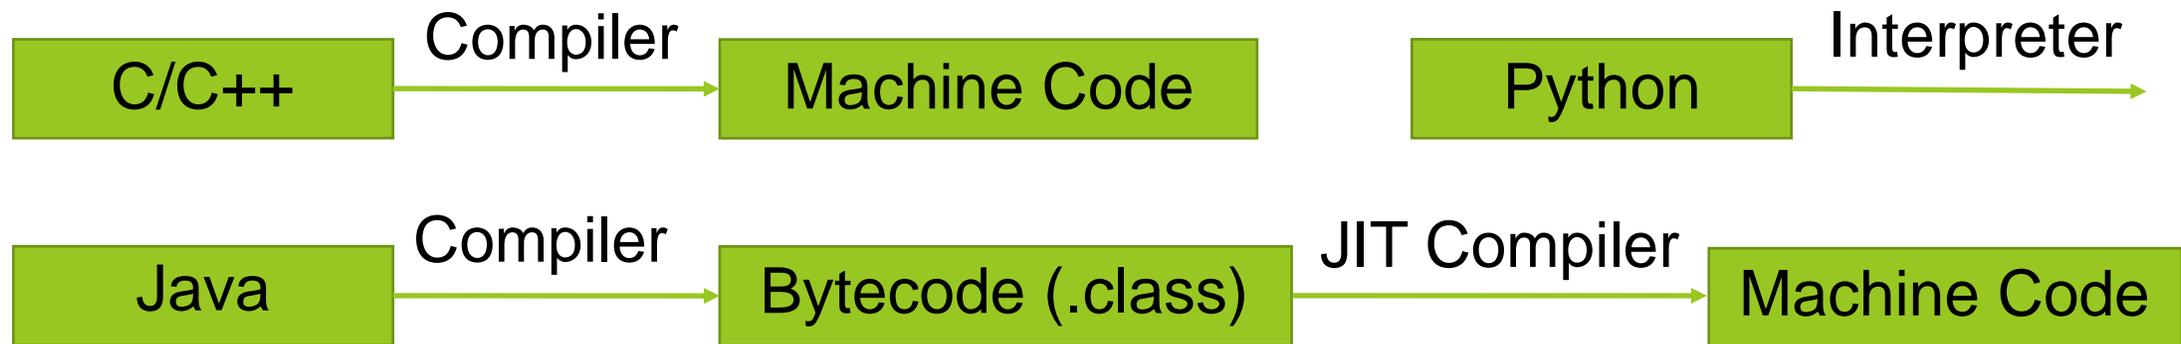 C/C++
Compiler
Machine Code
Python
Interpreter
Java
Compiler
Bytecode (.class)
JIT Compiler
Machine Code